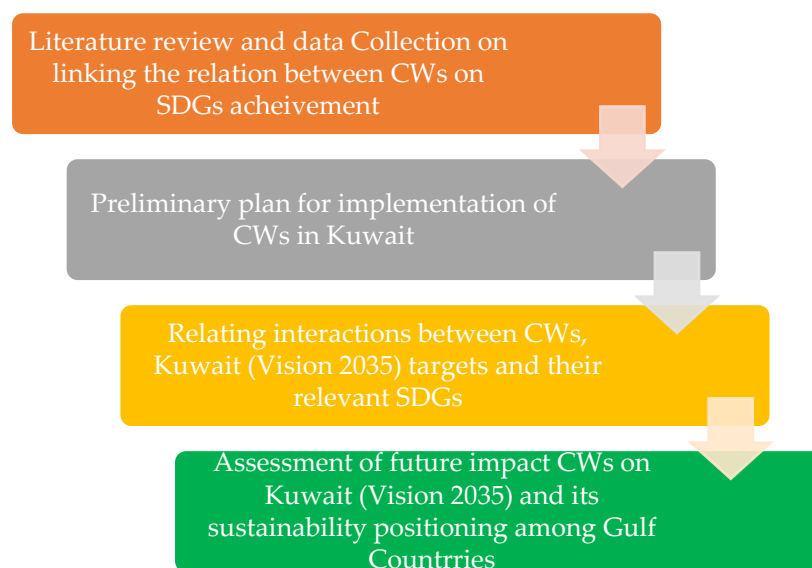 Literature review and data Collection on
linking the relation between CWs on
SDGs acheivement
Preliminary plan for implementation of
CWs in Kuwait
Relating interactions between CWs,
Kuwait (Vision 2035) targets and their
relevant SDGs
Assessment of future impact CWs on
Kuwait (Vision 2035) and its
sustainability positioning among Gulf
Countrries